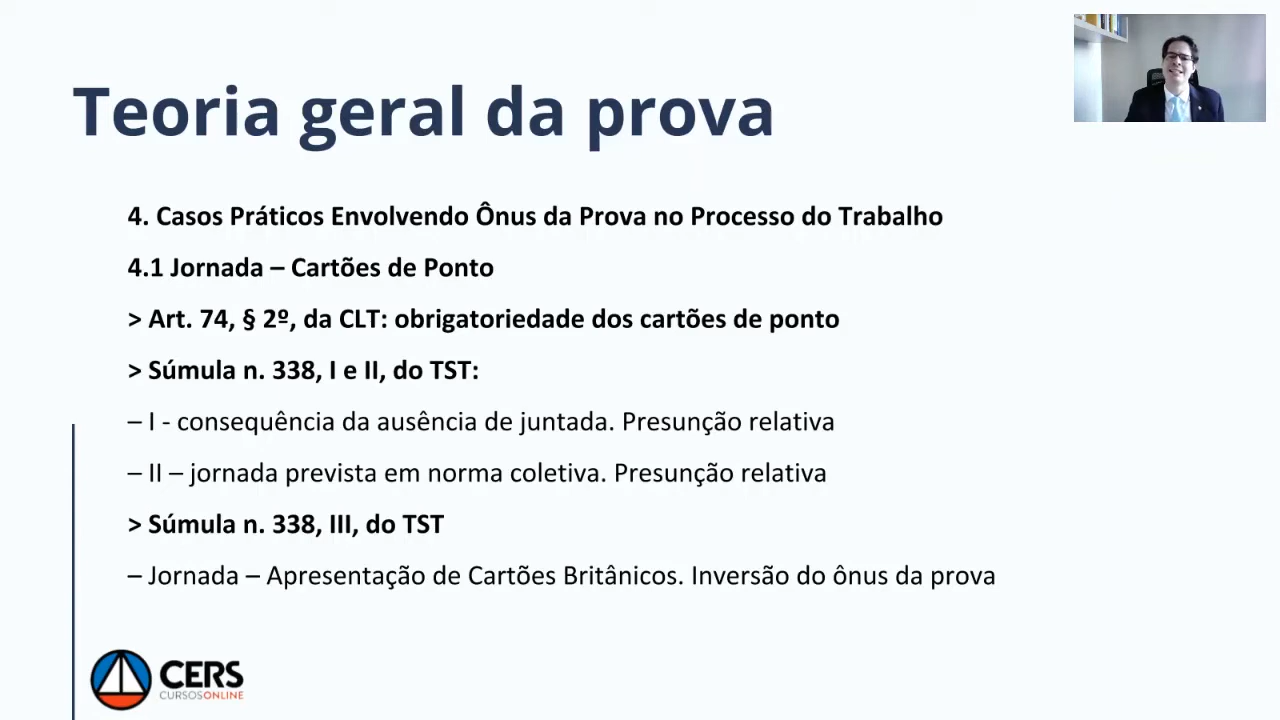 Teoria geral da prova
4. Casos Práticos Envolvendo Ônus da Prova no Processo do Trabalho
4.1 Jornada – Cartões de Ponto
> Art. 74, § 2º, da CLT: obrigatoriedade dos cartões de ponto
> Súmula n. 338, I e II, do TST:
– I - consequência da ausência de juntada. Presunção relativa
– II – jornada prevista em norma coletiva. Presunção relativa
> Súmula n. 338, III, do TST
– Jornada – Apresentação de Cartões Britânicos. Inversão do ônus da prova
CERS
CURSOSONLINE